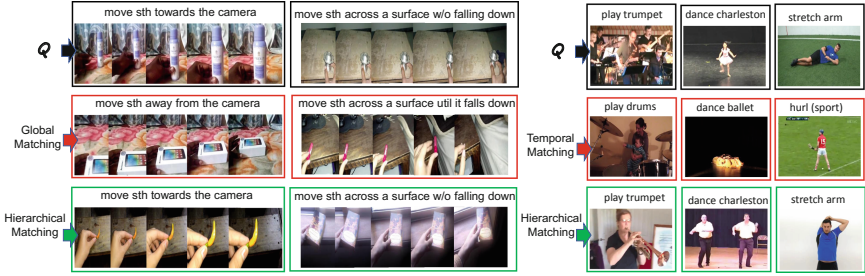 move sth towards the camera
move sth across a surface w/o falling down
play trumpet
dance charleston
stretch arm
Q
Q
move sth away from the camera
move sth across a surface util it falls down
play drums
dance ballet
hurl (sport)
Global
Matching
Temporal
Matching
move sth towards the camera
move sth across a surface w/o falling down
play trumpet
dance charleston
stretch arm
Hierarchical
Matching
Hierarchical
Matching